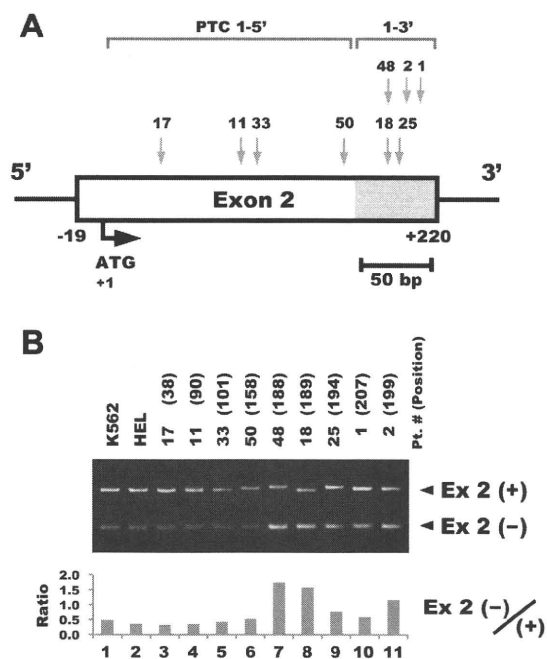 A
PTC 1-5’ 1-3’
48 2 1
17 11 33 50 18 25
5’ 3’
Exon 2
-19 +220
ATG
+1
50 bp
B
K562
HEL
17 (38)
11 (90)
33 (101)
50 (158)
48 (188)
18 (189)
25 (194)
1 (207)
2 (199)
Pt. # (Position)
Ex 2 (+)
Ex 2 (−)
Ratio
2.0
1.5
1.0
0.5
0.0
1 2 3 4 5 6 7 8 9 10 11
Ex 2 (−)/(+)